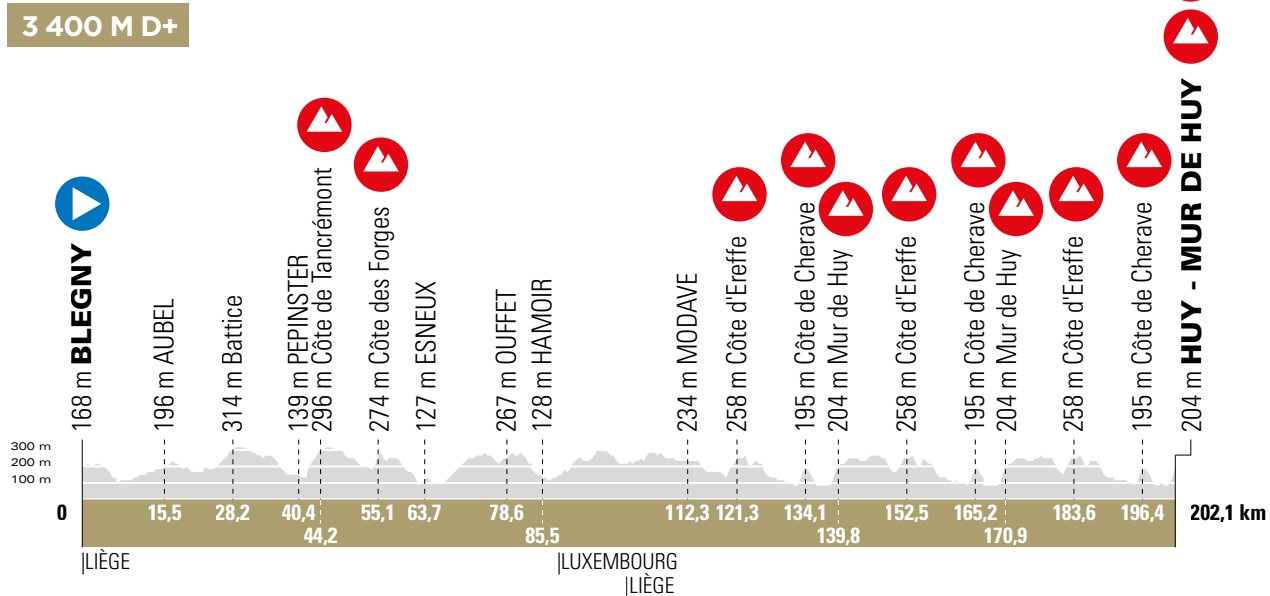 3 400 M D+
168 m BLEGNY
196 m AUBEL
314 m Battice
139 m PEPINSTER
296 m Côte de Tancrémont
274 m Côte des Forges
127 m ESNEUX
267 m OUFFET
128 m HAMOIR
234 m MODAVE
258 m Côte d'Ereffe
195 m Côte de Cherave
204 m Mur de Huy
258 m Côte d'Ereffe
195 m Côte de Cherave
204 m Mur de Huy
258 m Côte d'Ereffe
195 m Côte de Cherave
204 m HUY - MUR DE HUY
300 m
200 m
100 m
0 15,5 28,2 40,4 55,1 63,7 78,6 112,3 121,3 134,1 152,5 165,2 183,6 196,4 202,1 km
44,2 85,5 139,8 170,9
|LIÈGE |LUXEMBOURG
|LIÈGE